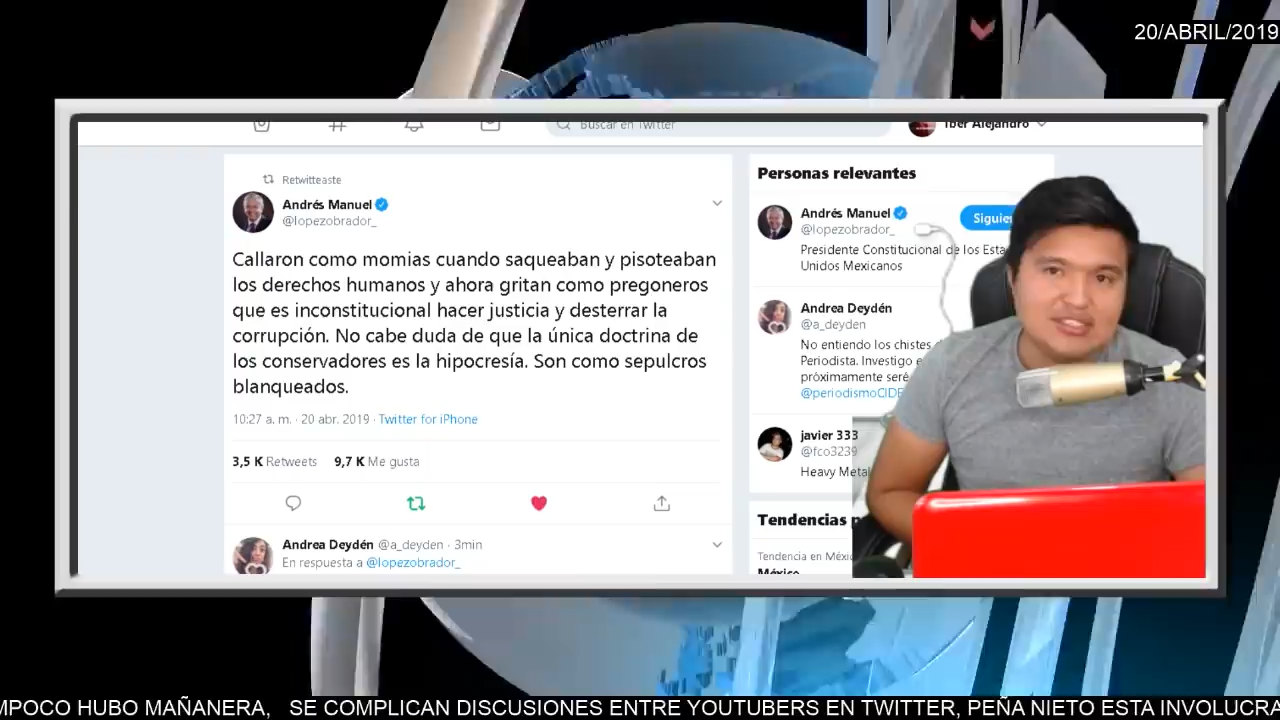 20/ABRIL/2019
Buscar en Twitter
Iber Alejandro
Retwitteaste
Andrés Manuel
@lopezobrador_
Callaron como momias cuando saqueaban y pisoteaban
los derechos humanos y ahora gritan como pregoneros
que es inconstitucional hacer justicia y desterrar la
corrupción. No cabe duda de que la única doctrina de
los conservadores es la hipocresía. Son como sepulcros
blanqueados.
10:27 a. m. · 20 abr. 2019 · Twitter for iPhone
3,5 K Retweets 9,7 K Me gusta
Andrea Deydén @a_deyden · 3min
En respuesta a @lopezobrador_
Personas relevantes
Andrés Manuel
@lopezobrador_
Siguien
Presidente Constitucional de los Esta
Unidos Mexicanos
Andrea Deydén
@a_deyden
No entiendo los chistes
Periodista. Investigo e
próximamente seré
@periodismoCIDE
javier 333
@fco3239
Heavy Metal
Tendencias p
Tendencia en Méxic
México
MPOCO HUBO MAÑANERA, SE COMPLICAN DISCUSIONES ENTRE YOUTUBERS EN TWITTER, PEÑA NIETO ESTA INVOLUCRA